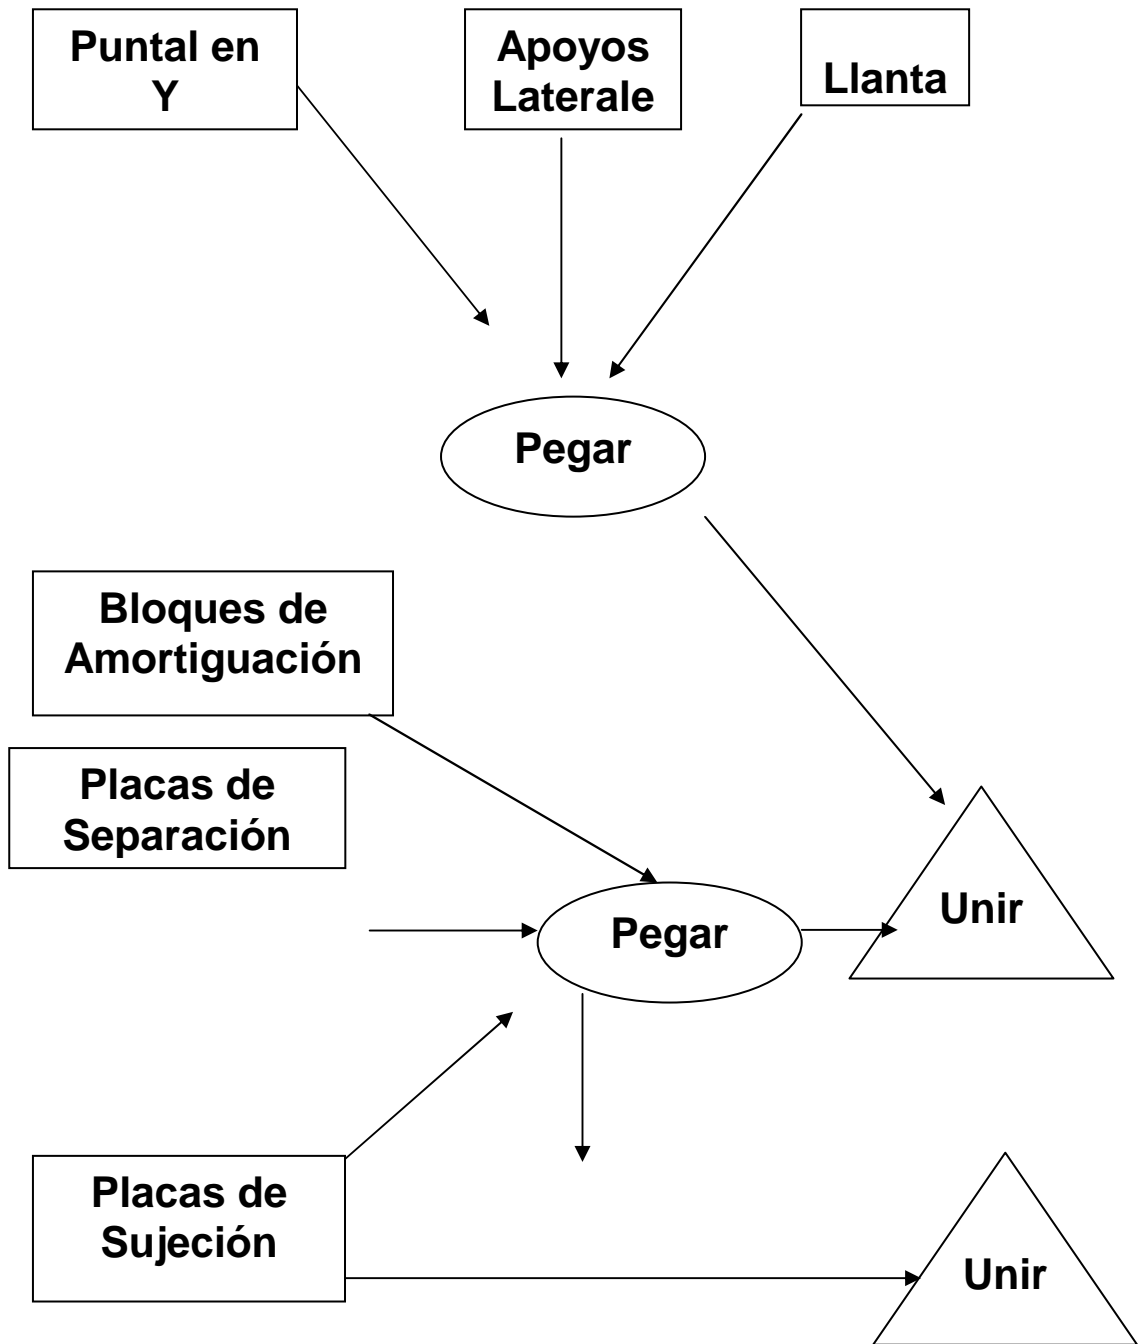 Puntal en
Y
Apoyos
Laterale
Llanta
Pegar
Bloques de
Amortiguación
Placas de
Separación
Pegar
Unir
Placas de
Sujeción
Unir